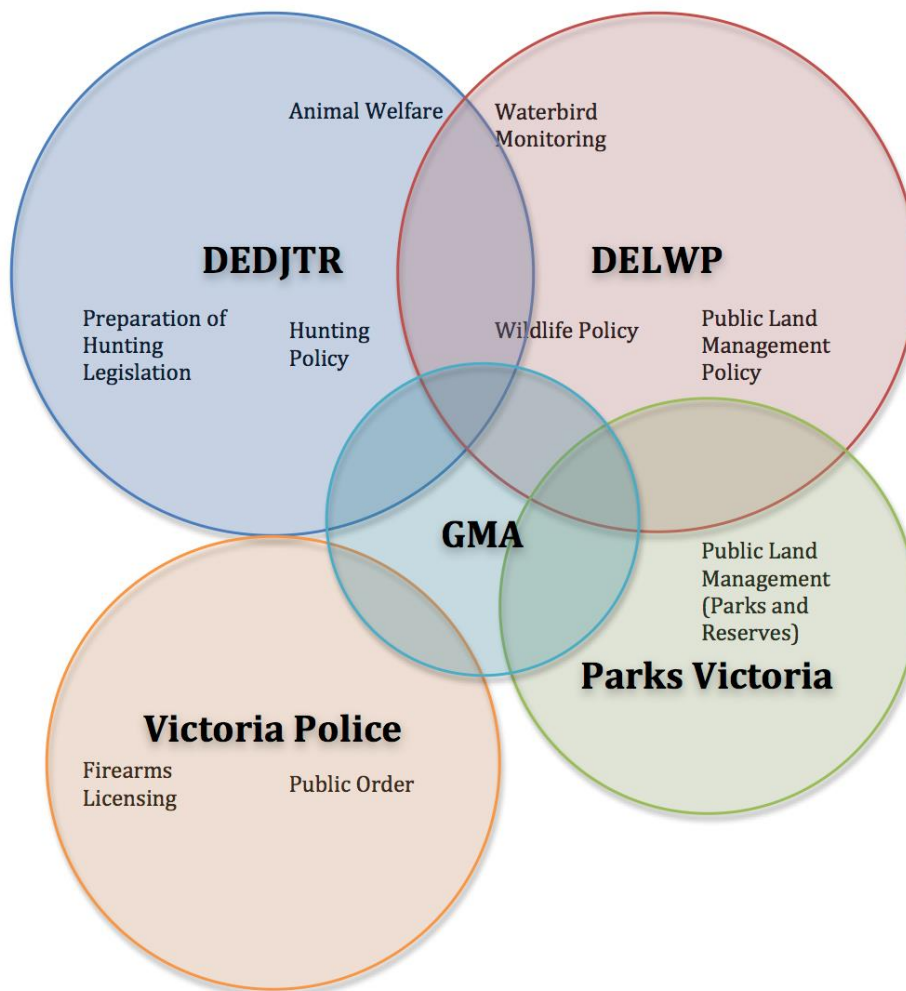 Animal Welfare
Waterbird
Monitoring
DEDJTR
DELWP
Preparation of
Hunting
Legislation
Hunting
Policy
Wildlife Policy
Public Land
Management
Policy
GMA
Public Land
Management
(Parks and
Reserves)
Parks Victoria
Victoria Police
Firearms
Licensing
Public Order